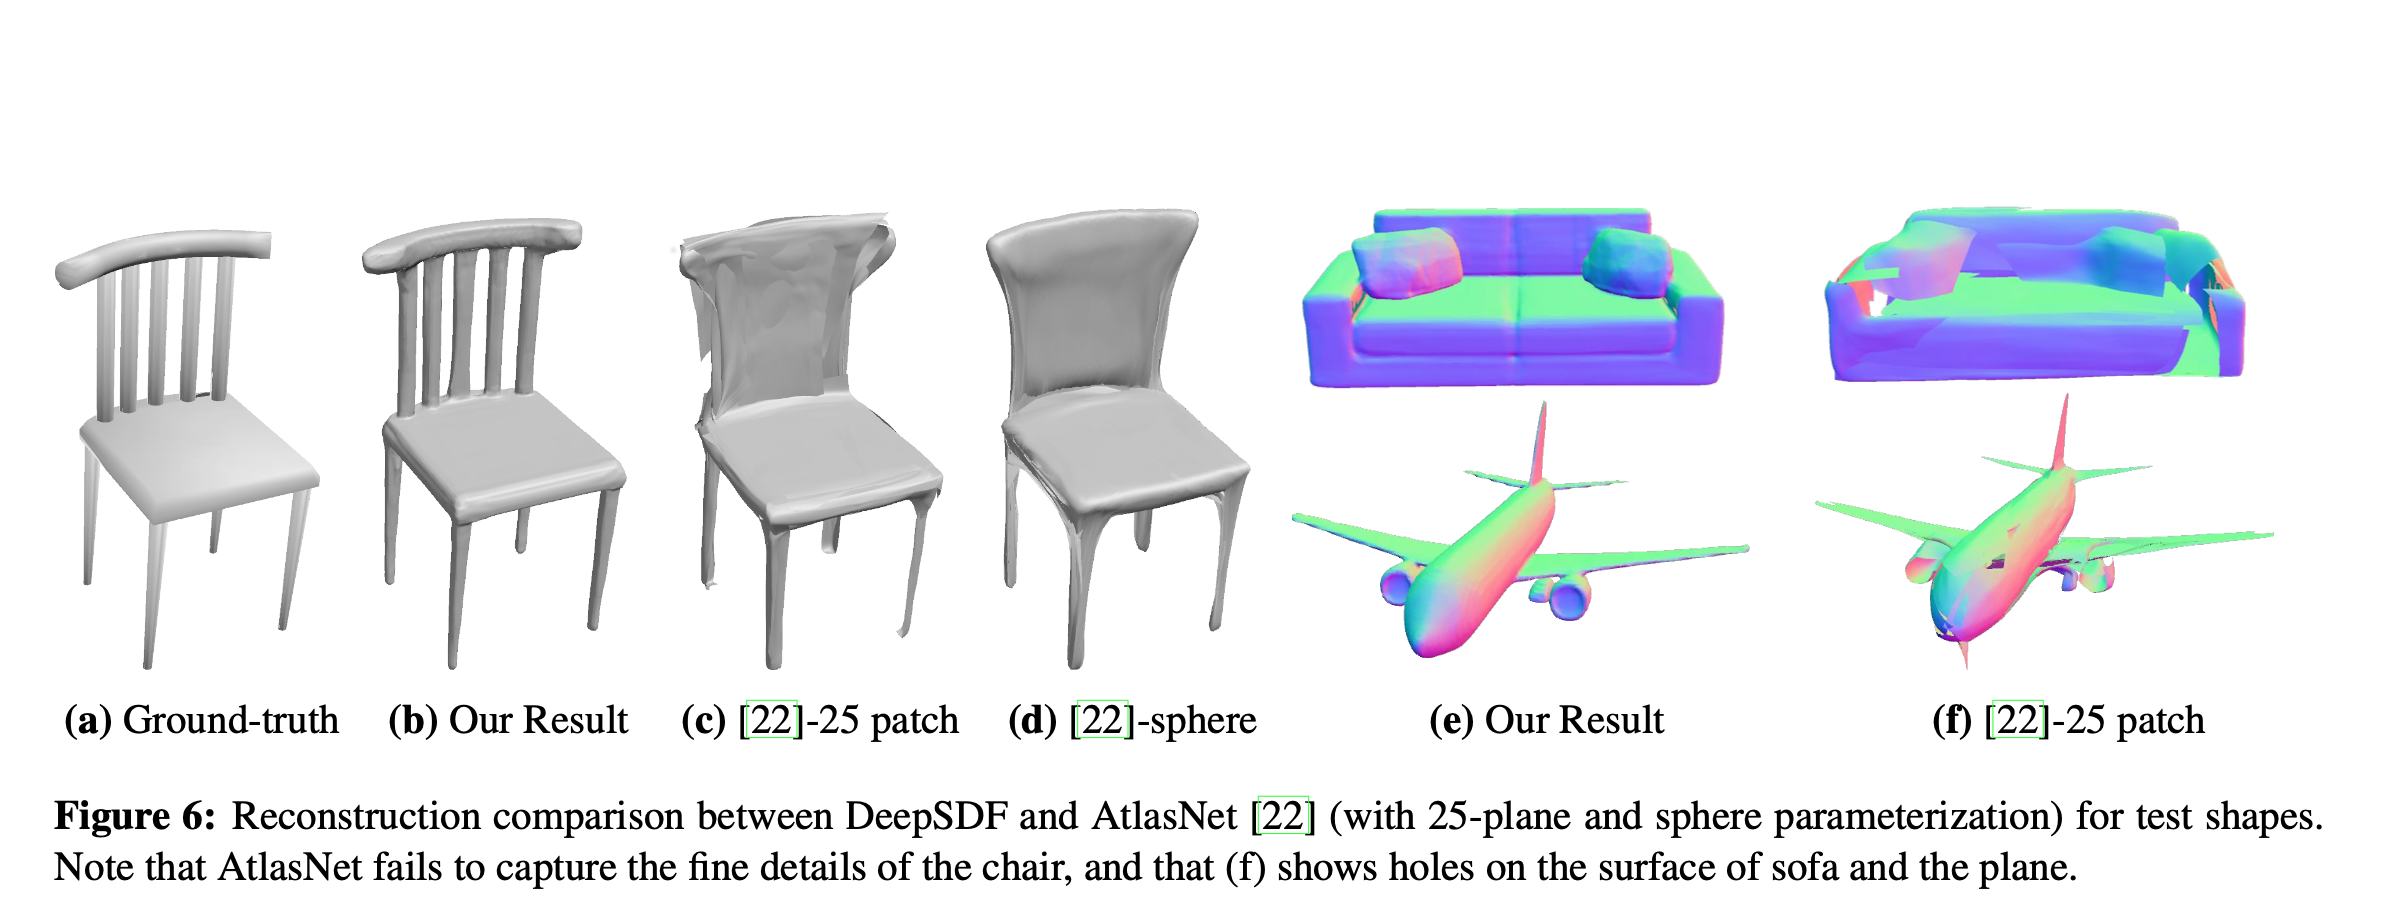 (a) Ground-truth (b) Our Result (c) [22]-25 patch (d) [22]-sphere (e) Our Result (f) [22]-25 patch
Figure 6: Reconstruction comparison between DeepSDF and AtlasNet [22] (with 25-plane and sphere parameterization) for test shapes.
Note that AtlasNet fails to capture the fine details of the chair, and that (f) shows holes on the surface of sofa and the plane.